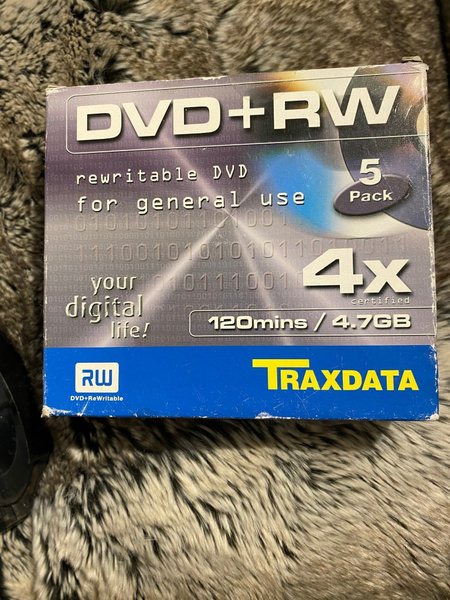 DVD+RW
rewritable DVD
for general use
5
Pack
your
digital
life!
4x
certified
120mins / 4.7GB
RW
DVD+ReWritable
TRAXDATA